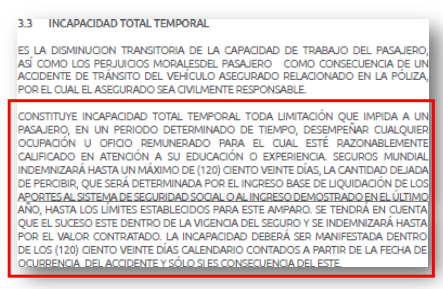 3.3 INCAPACIDAD TOTAL TEMPORAL
ES LA DISMINUCION TRANSITORIA DE LA CAPACIDAD DE TRABAJO DEL PASAJERO,
ASÍ COMO LOS PERJUICIOS MORALESDEL PASAJERO COMO CONSECUENCIA DE UN
ACCIDENTE DE TRÁNSITO DEL VEHÍCULO ASEGURADO RELACIONADO EN LA PÓLIZA,
POR EL CUAL EL ASEGURADO SEA CIVILMENTE RESPONSABLE.
CONSTITUYE INCAPACIDAD TOTAL TEMPORAL TODA LIMITACIÓN QUE IMPIDA A UN
PASAJERO, EN UN PERIODO DETERMINADO DE TIEMPO, DESEMPEÑAR CUALQUIER
OCUPACIÓN U OFICIO REMUNERADO PARA EL CUAL ESTÉ RAZONABLEMENTE
CALIFICADO EN ATENCIÓN A SU EDUCACIÓN O EXPERIENCIA. SEGUROS MUNDIAL
INDEMNIZARÁ HASTA UN MÁXIMO DE (120) CIENTO VEINTE DÍAS, LA CANTIDAD DEJADA
DE PERCIBIR, QUE SERÁ DETERMINADA POR EL INGRESO BASE DE LIQUIDACIÓN DE LOS
APORTES AL SISTEMA DE SEGURIDAD SOCIAL O AL INGRESO DEMOSTRADO EN EL ÚLTIMO
AÑO, HASTA LOS LÍMITES ESTABLECIDOS PARA ESTE AMPARO. SE TENDRÁ EN CUENTA
QUE EL SUCESO ESTE DENTRO DE LA VIGENCIA DEL SEGURO Y SE INDEMNIZARÁ HASTA
POR EL VALOR CONTRATADO. LA INCAPACIDAD DEBERÁ SER MANIFESTADA DENTRO
DE LOS (120) CIENTO VEINTE DÍAS CALENDARIO CONTADOS A PARTIR DE LA FECHA DE
OCURRENCIA DEL ACCIDENTE Y SÓLO SI ES CONSECUENCIA DEL ESTE